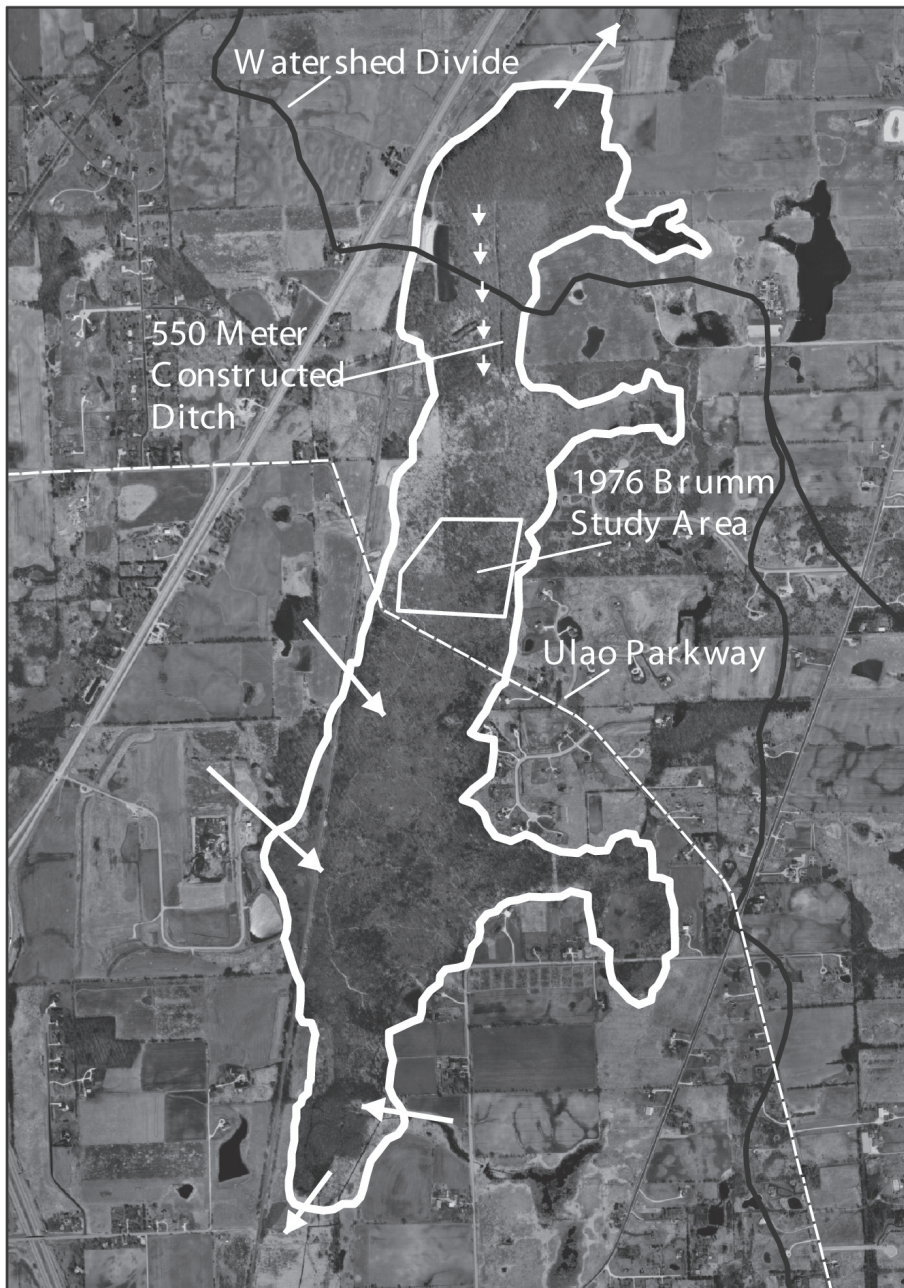 Watershed Divide
550 Meter
Constructed
Ditch
1976 Brumm
Study Area
Ulao Parkway